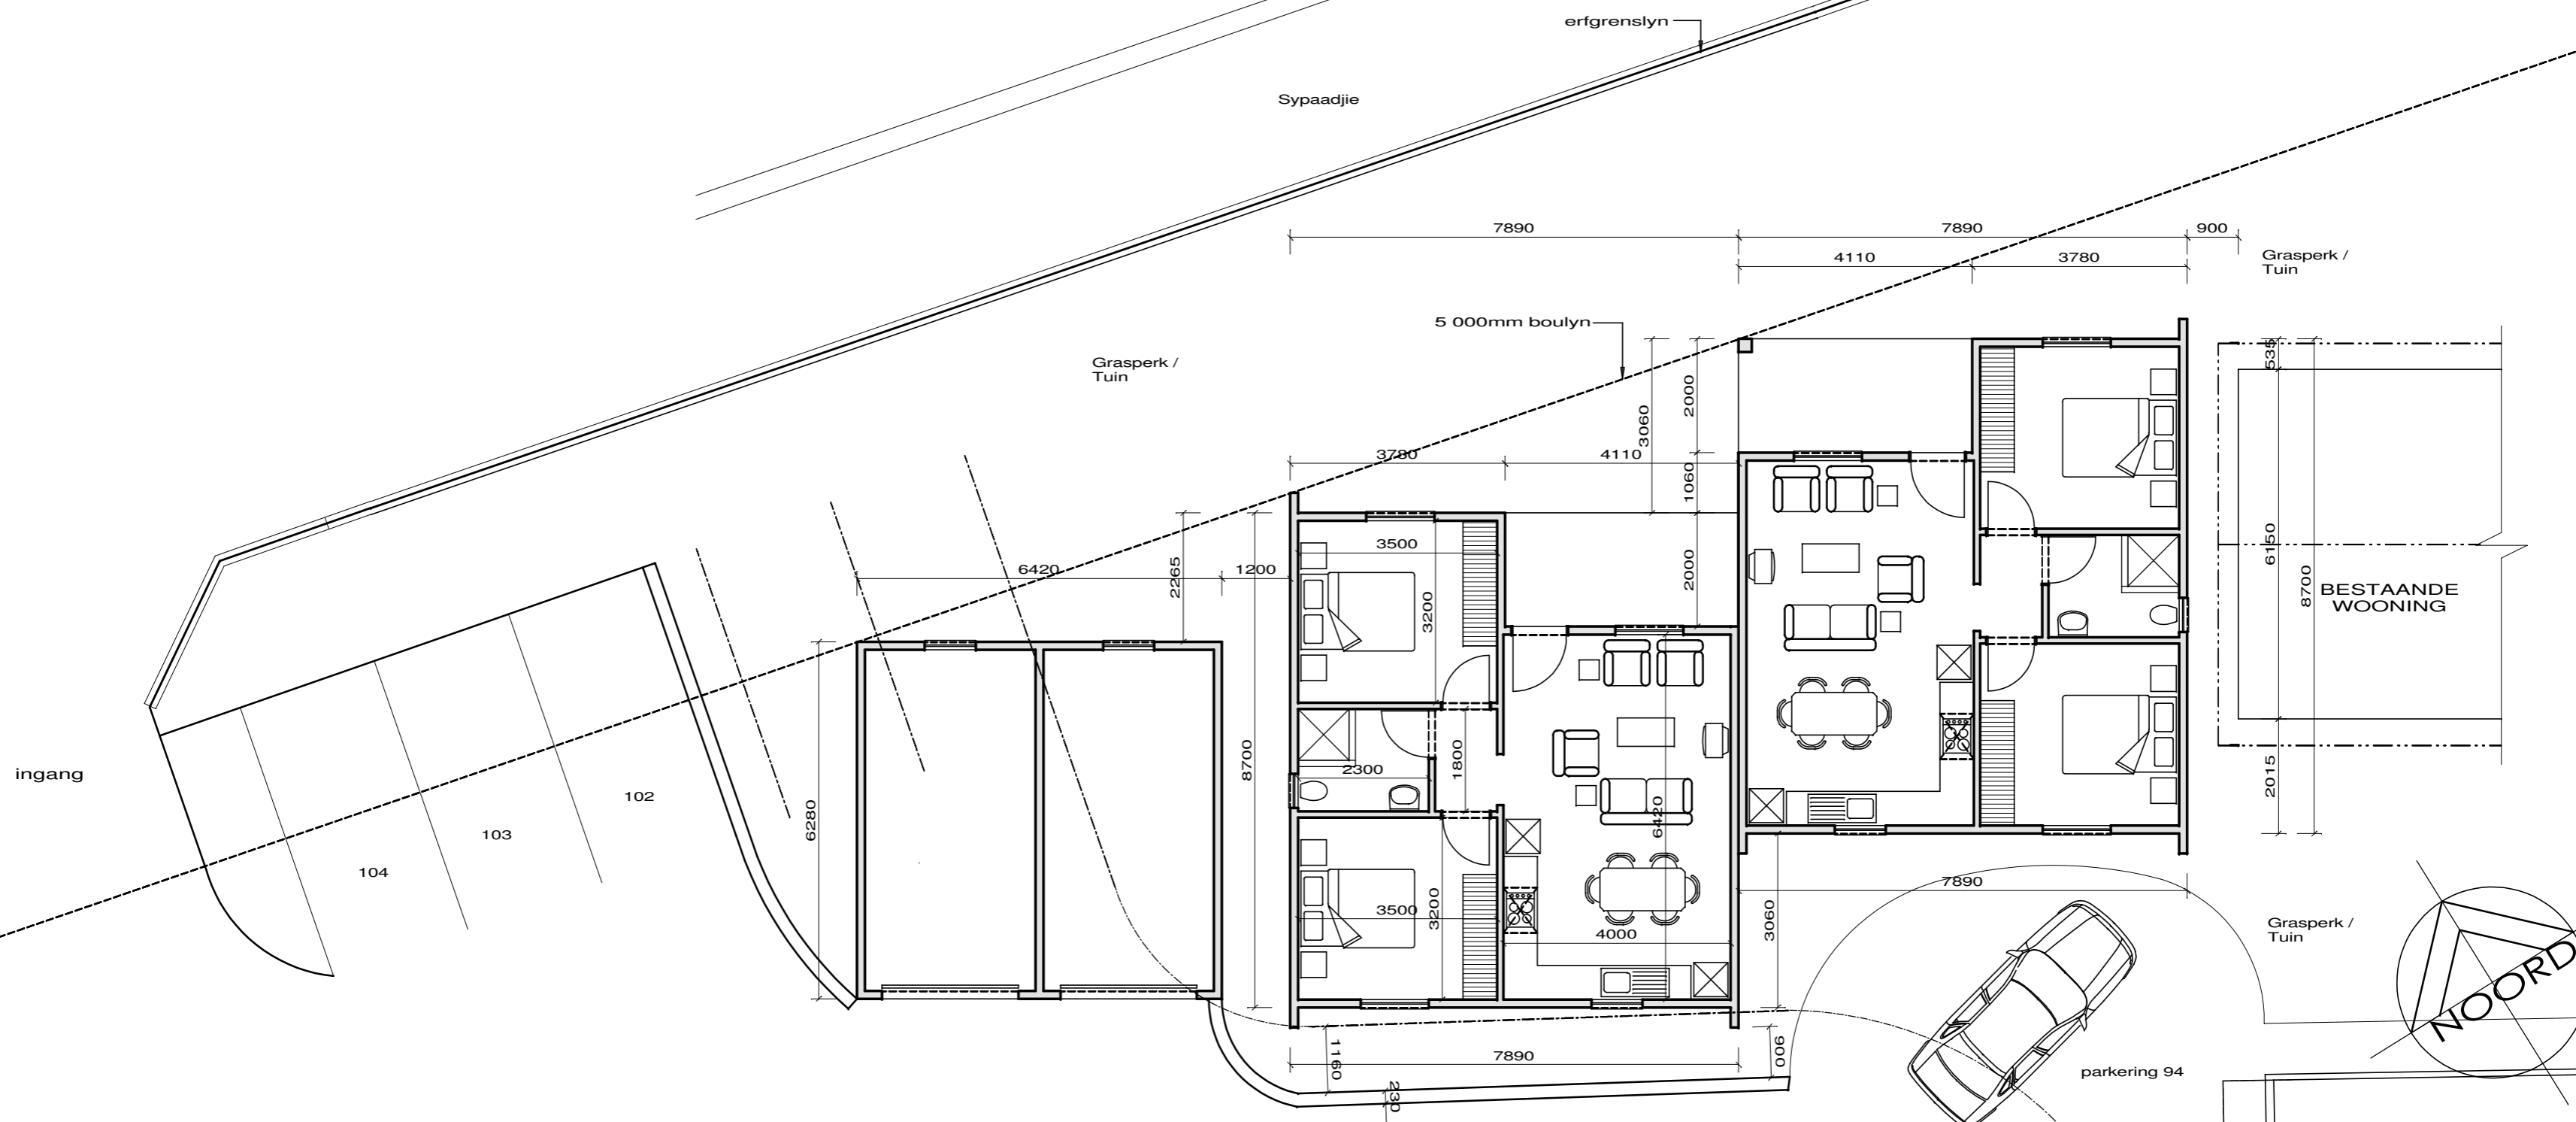 erfgrenslyn
Sypaadjie
7890
7890
900
4110
3780
Grasperk /
Tuin
5 000mm boulyn
Grasperk /
Tuin
2000
3060
535
3780
4110
1060
3500
6420
1200
2265
2000
6150
8700
BESTAANDE
WOONING
3200
8700
1800
2300
ingang
102
103
104
6280
6420
2015
7890
3500
3200
4000
3060
Grasperk /
Tuin
NOORD
1160
7890
900
230
parkering 94